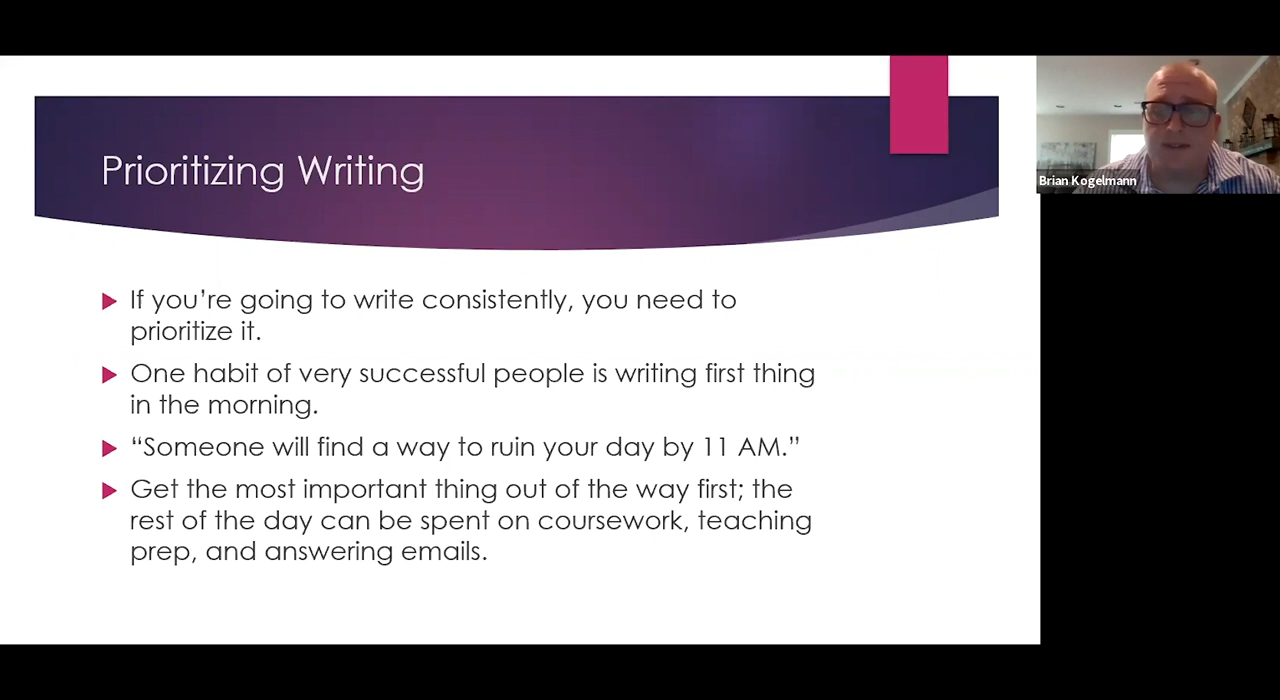 Prioritizing Writing
If you’re going to write consistently, you need to
prioritize it.
One habit of very successful people is writing first thing
in the morning.
“Someone will find a way to ruin your day by 11 AM.”
Get the most important thing out of the way first; the
rest of the day can be spent on coursework, teaching
prep, and answering emails.
Brian Kogelmann